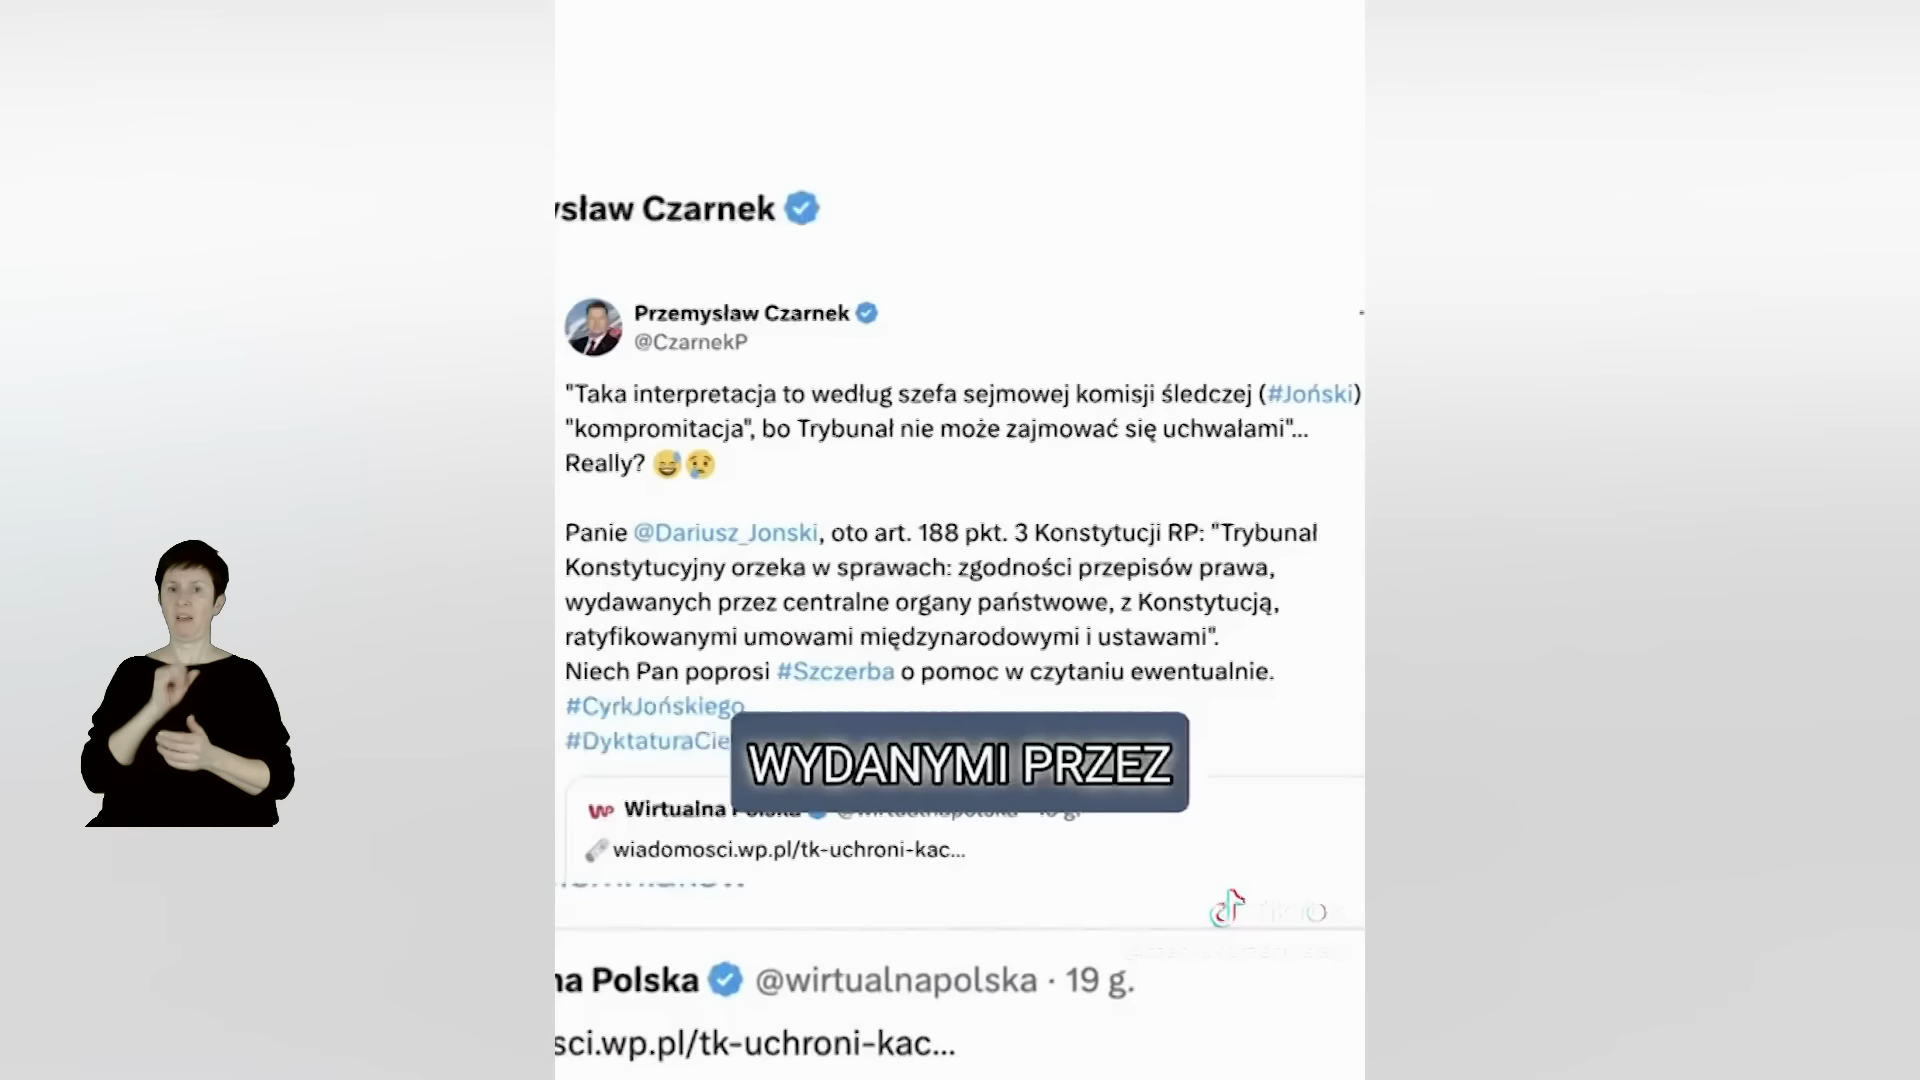 ysław Czarnek
Przemysław Czarnek
@CzarnekP
"Taka interpretacja to według szefa sejmowej komisji śledczej (#Joński)
"kompromitacja", bo Trybunał nie może zajmować się uchwałami"...
Really? 😅😢
Panie @Dariusz_Jonski, oto art. 188 pkt. 3 Konstytucji RP: "Trybunał
Konstytucyjny orzeka w sprawach: zgodności przepisów prawa,
wydawanych przez centralne organy państwowe, z Konstytucją,
ratyfikowanymi umowami międzynarodowymi i ustawami".
Niech Pan poprosi #Szczerba o pomoc w czytaniu ewentualnie.
#CyrkJońskiego
#DyktaturaCie
WYDANYMI PRZEZ
wp Wirtualna Polska @wirtualnapolska
wiadomosci.wp.pl/tk-uchroni-kac...
na Polska @wirtualnapolska · 19 g.
sci.wp.pl/tk-uchroni-kac...